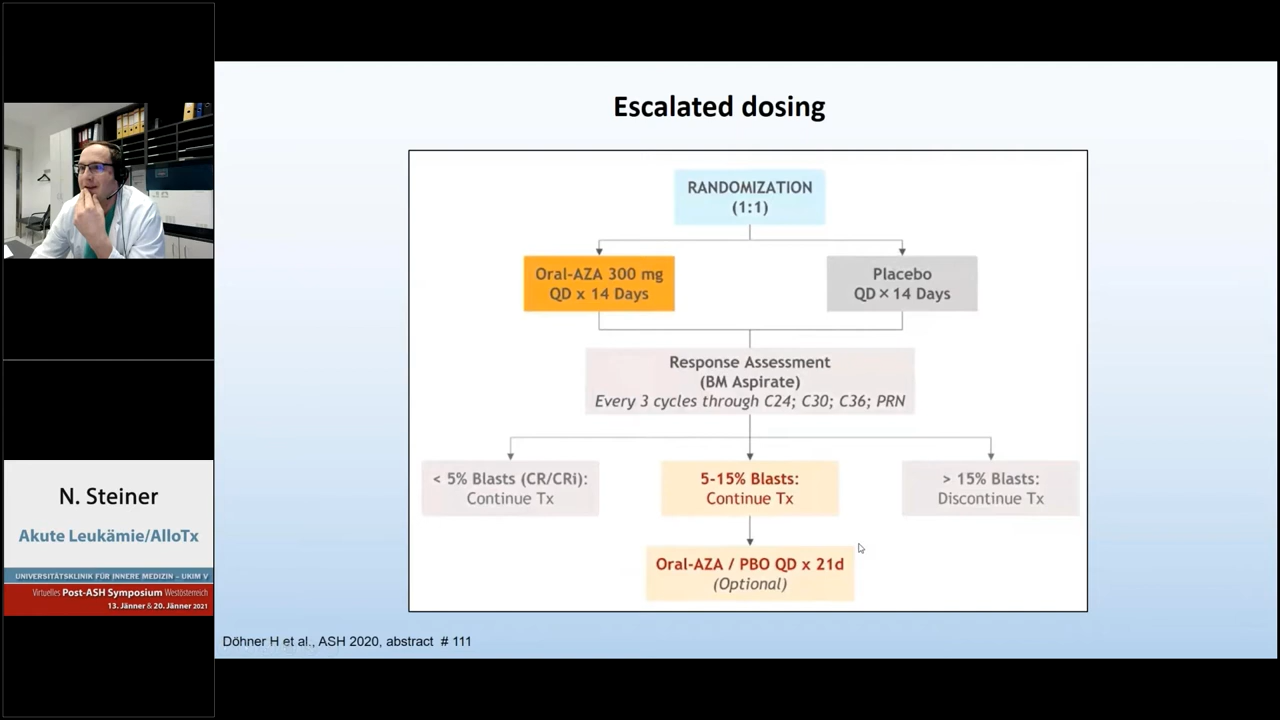 Escalated dosing
RANDOMIZATION
(1:1)
Oral-AZA 300 mg
QD x 14 Days
Placebo
QD × 14 Days
Response Assessment
(BM Aspirate)
Every 3 cycles through C24; C30; C36; PRN
< 5% Blasts (CR/CRi):
Continue Tx
5-15% Blasts:
Continue Tx
> 15% Blasts:
Discontinue Tx
Oral-AZA / PBO QD x 21d
(Optional)
Döhner H et al., ASH 2020, abstract # 111
N. Steiner
Akute Leukämie/AlloTx
UNIVERSITÄTSKLINIK FÜR INNERE MEDIZIN – UKIM V
Virtuelles Post-ASH Symposium Westösterreich
13. Jänner & 20. Jänner 2021